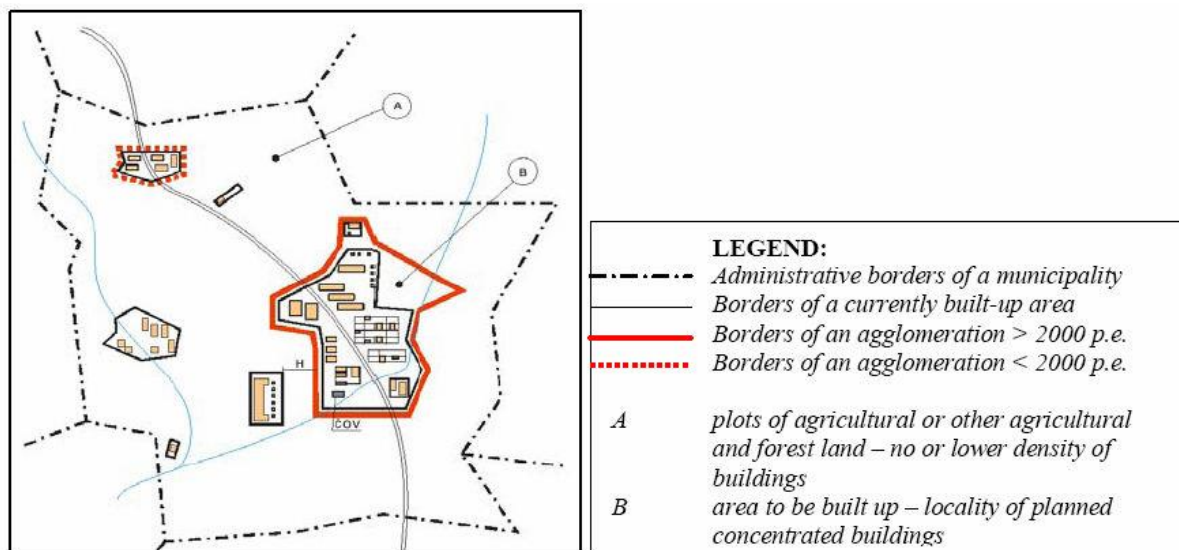 A
B
H
COV
LEGEND:
Administrative borders of a municipality
Borders of a currently built-up area
Borders of an agglomeration > 2000 p.e.
Borders of an agglomeration < 2000 p.e.
A plots of agricultural or other agricultural
and forest land – no or lower density of
buildings
B area to be built up – locality of planned
concentrated buildings